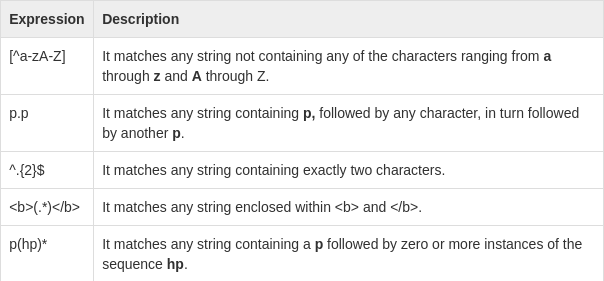 Expression Description
[^a-zA-Z] It matches any string not containing any of the characters ranging from a
through z and A through Z.
p.p It matches any string containing p, followed by any character, in turn followed
by another p.
^.{2}$ It matches any string containing exactly two characters.
<b>(.*)</b> It matches any string enclosed within <b> and </b>.
p(hp)* It matches any string containing a p followed by zero or more instances of the
sequence hp.